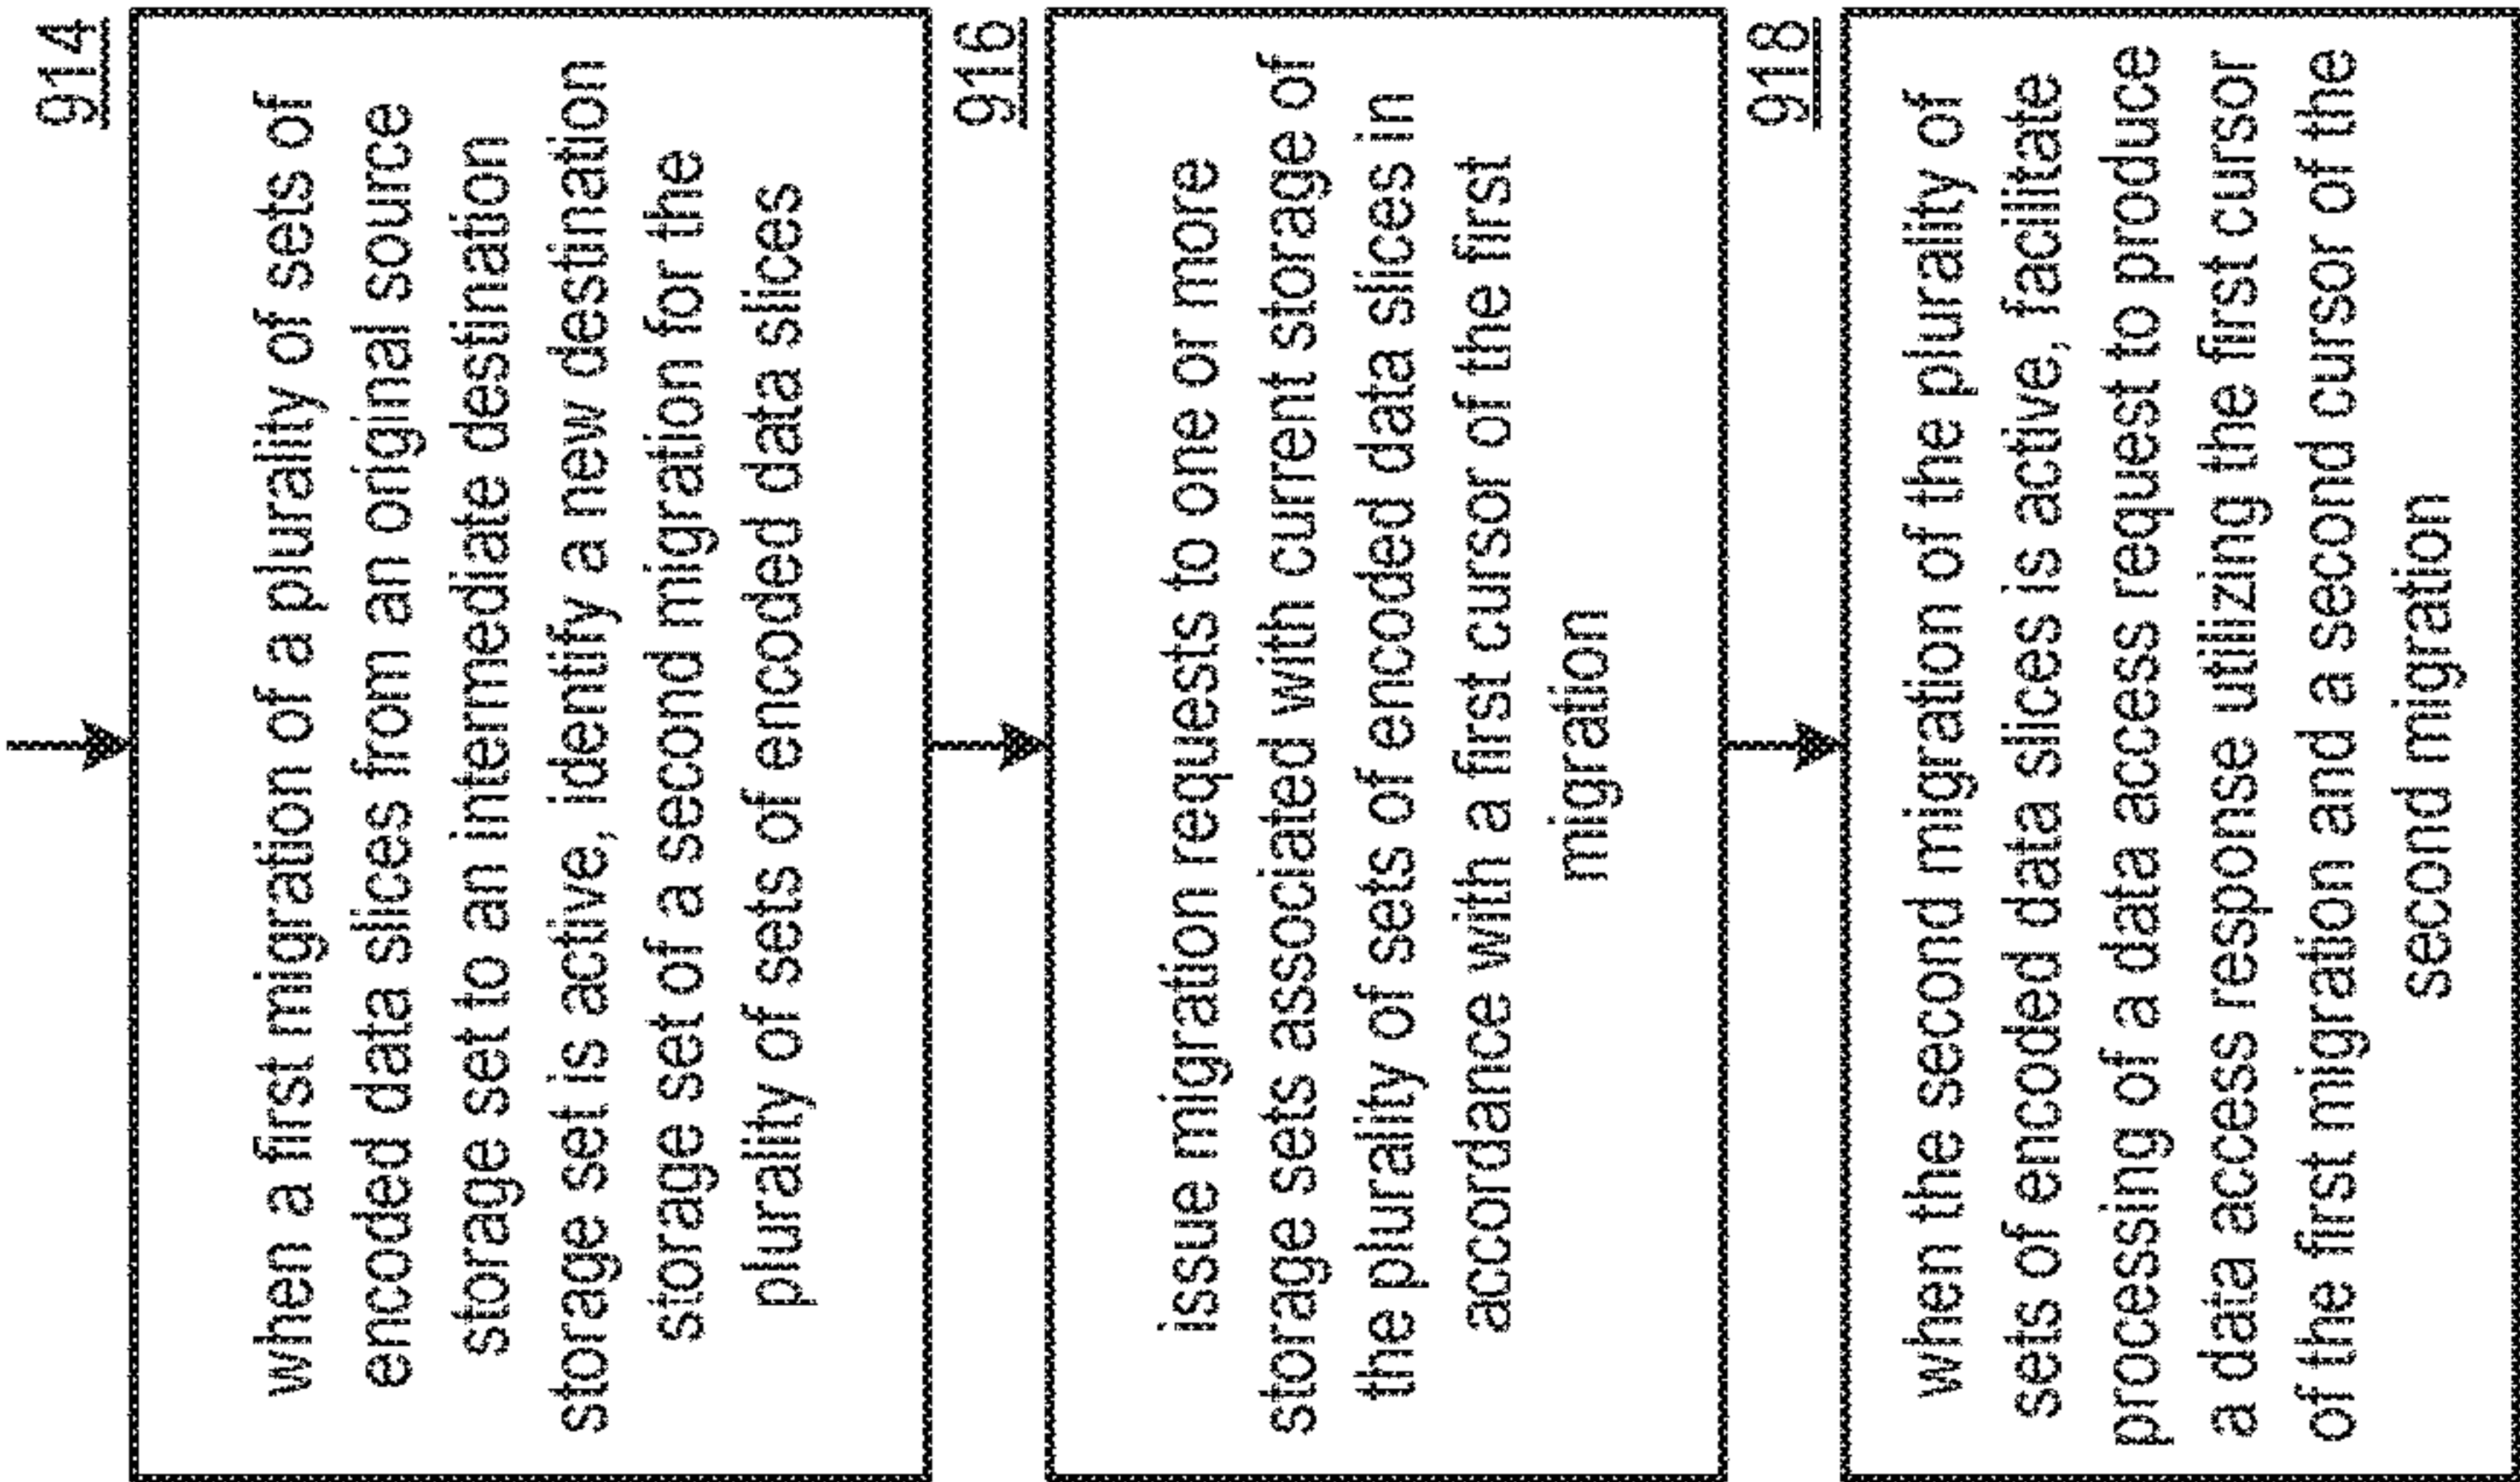 914
when a first migration of a plurality of sets of
encoded data slices from an original source
storage set to an intermediate destination
storage set is active, identify a new destination
storage set of a second migration for the
plurality of sets of encoded data slices
916
issue migration requests to one or more
storage sets associated with current storage of
the plurality of sets of encoded data slices in
accordance with a first cursor of the first
migration
918
when the second migration of the plurality of
sets of encoded data slices is active, facilitate
processing of a data access request to produce
a data access response utilizing the first cursor
of the first migration and a second cursor of the
second migration